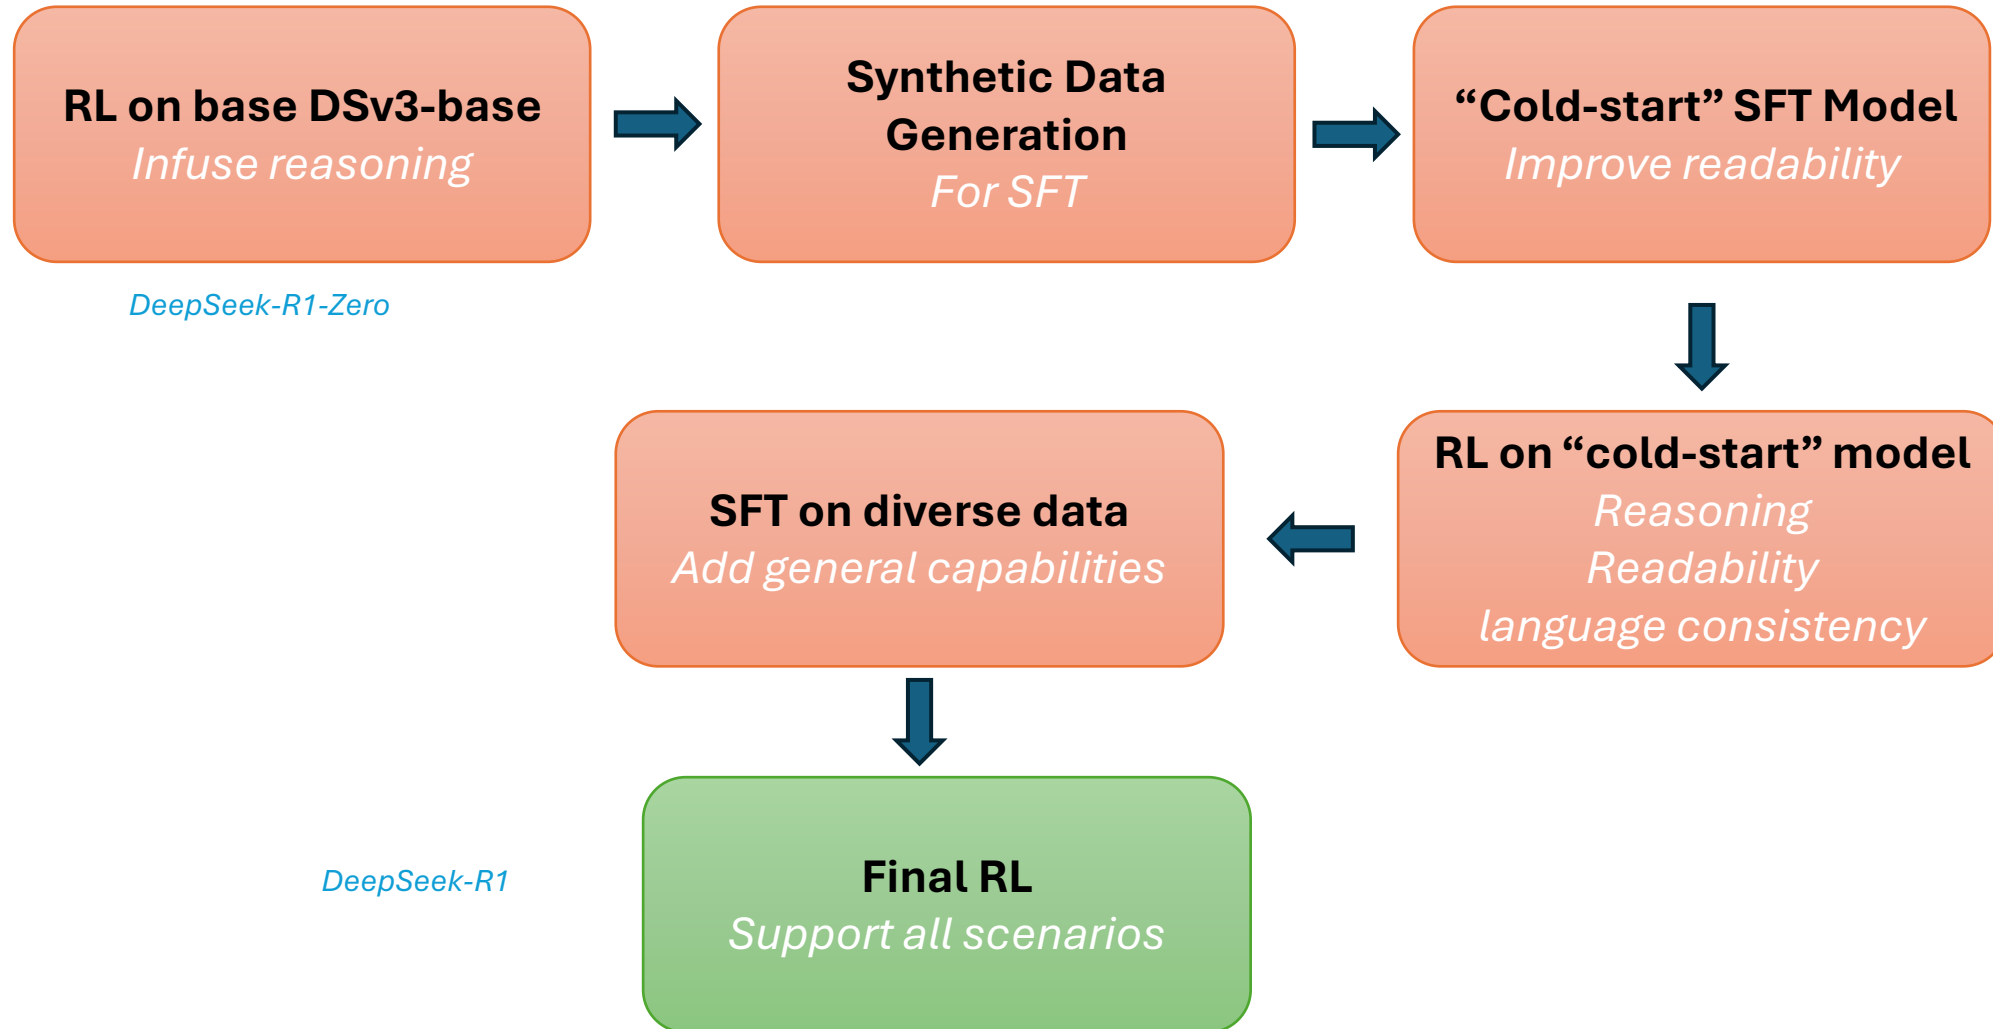 RL on base DSv3-base
Infuse reasoning
Synthetic Data
Generation
For SFT
“Cold-start” SFT Model
Improve readability
DeepSeek-R1-Zero
RL on “cold-start” model
Reasoning
Readability
language consistency
SFT on diverse data
Add general capabilities
DeepSeek-R1
Final RL
Support all scenarios